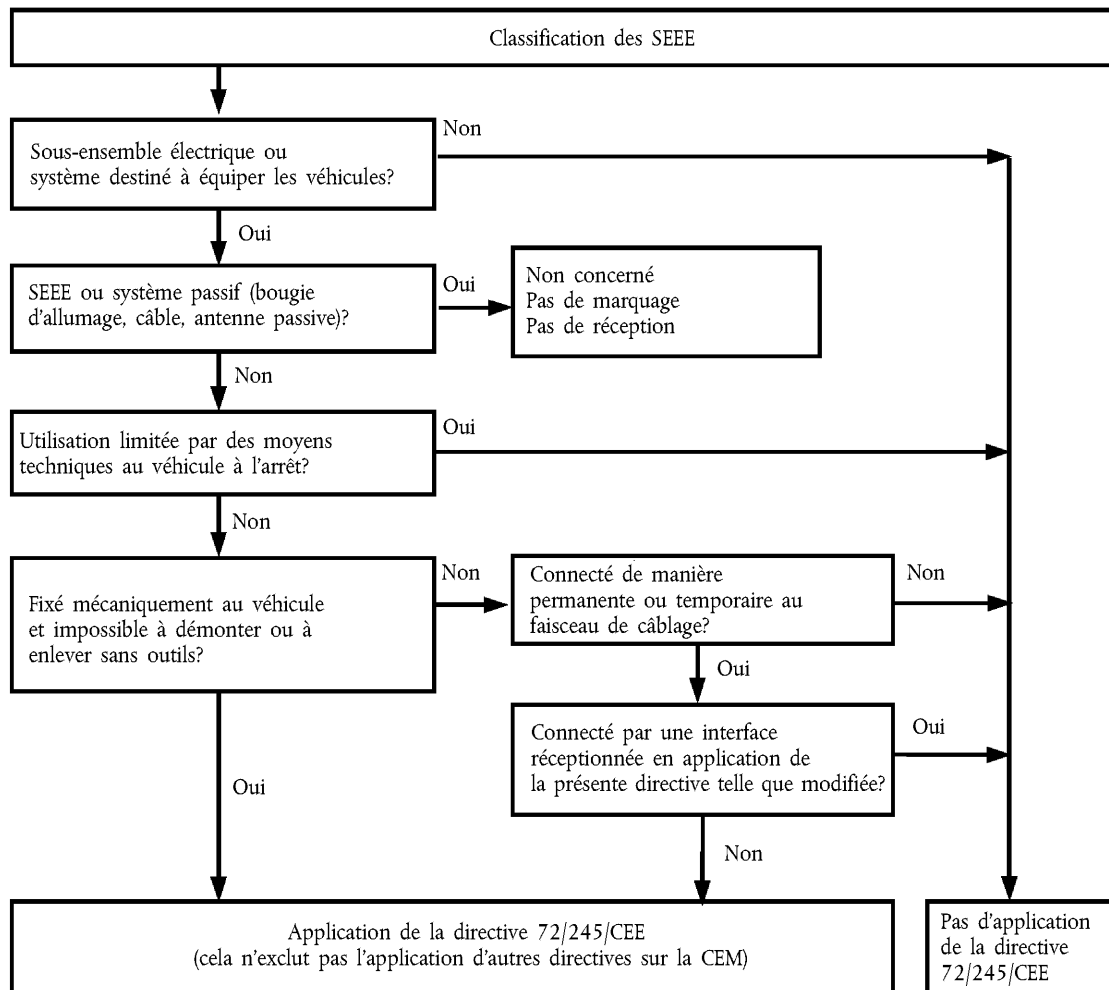 Classification des SEEE
Non
Sous-ensemble électrique ou
système destiné à équiper les véhicules?
Oui
SEEE ou système passif (bougie
d'allumage, câble, antenne passive)?
Oui
Non concerné
Pas de marquage
Pas de réception
Non
Utilisation limitée par des moyens
techniques au véhicule à l'arrêt?
Oui
Non
Fixé mécaniquement au véhicule
et impossible à démonter ou à
enlever sans outils?
Non
Connecté de manière
permanente ou temporaire au
faisceau de câblage?
Non
Oui
Connecté par une interface
réceptionnée en application de
la présente directive telle que modifiée?
Oui
Oui
Non
Application de la directive 72/245/CEE
(cela n'exclut pas l'application d'autres directives sur la CEM)
Pas d'application
de la directive
72/245/CEE